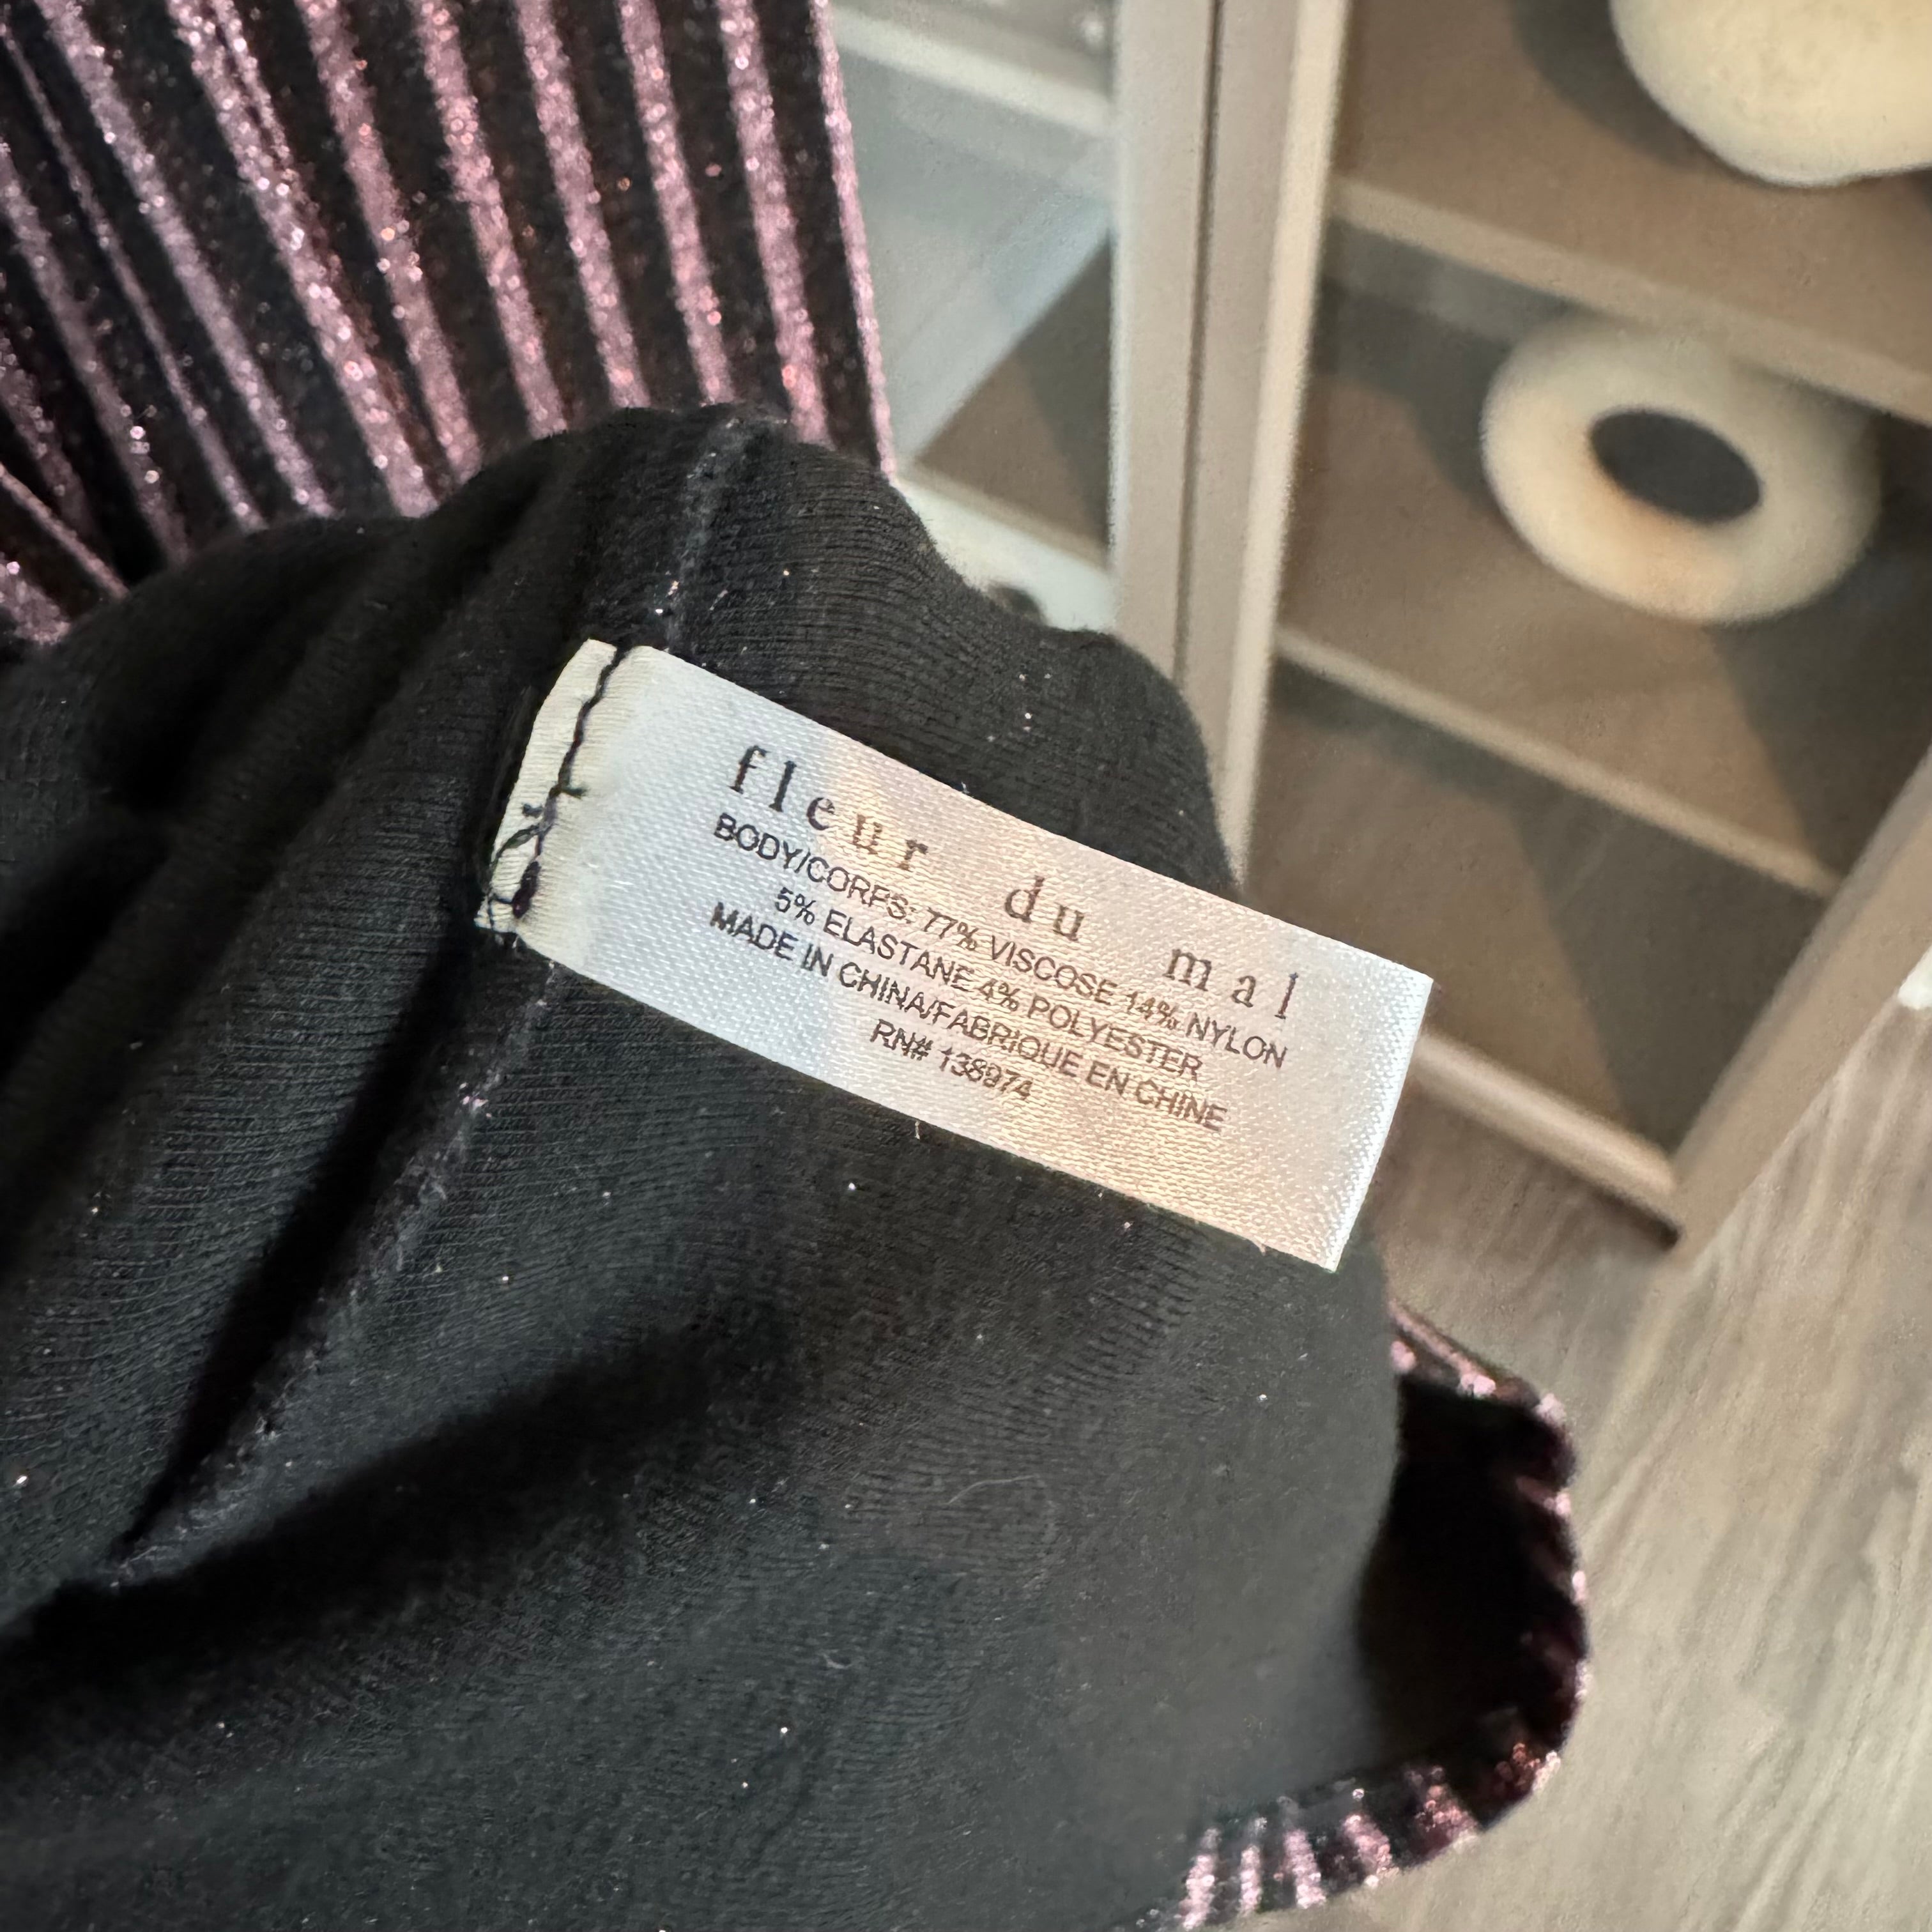 fleur du mal
BODY/CORPS: 77% VISCOSE 14% NYLON
5% ELASTANE 4% POLYESTER
MADE IN CHINA/FABRIQUE EN CHINE
RN# 138974